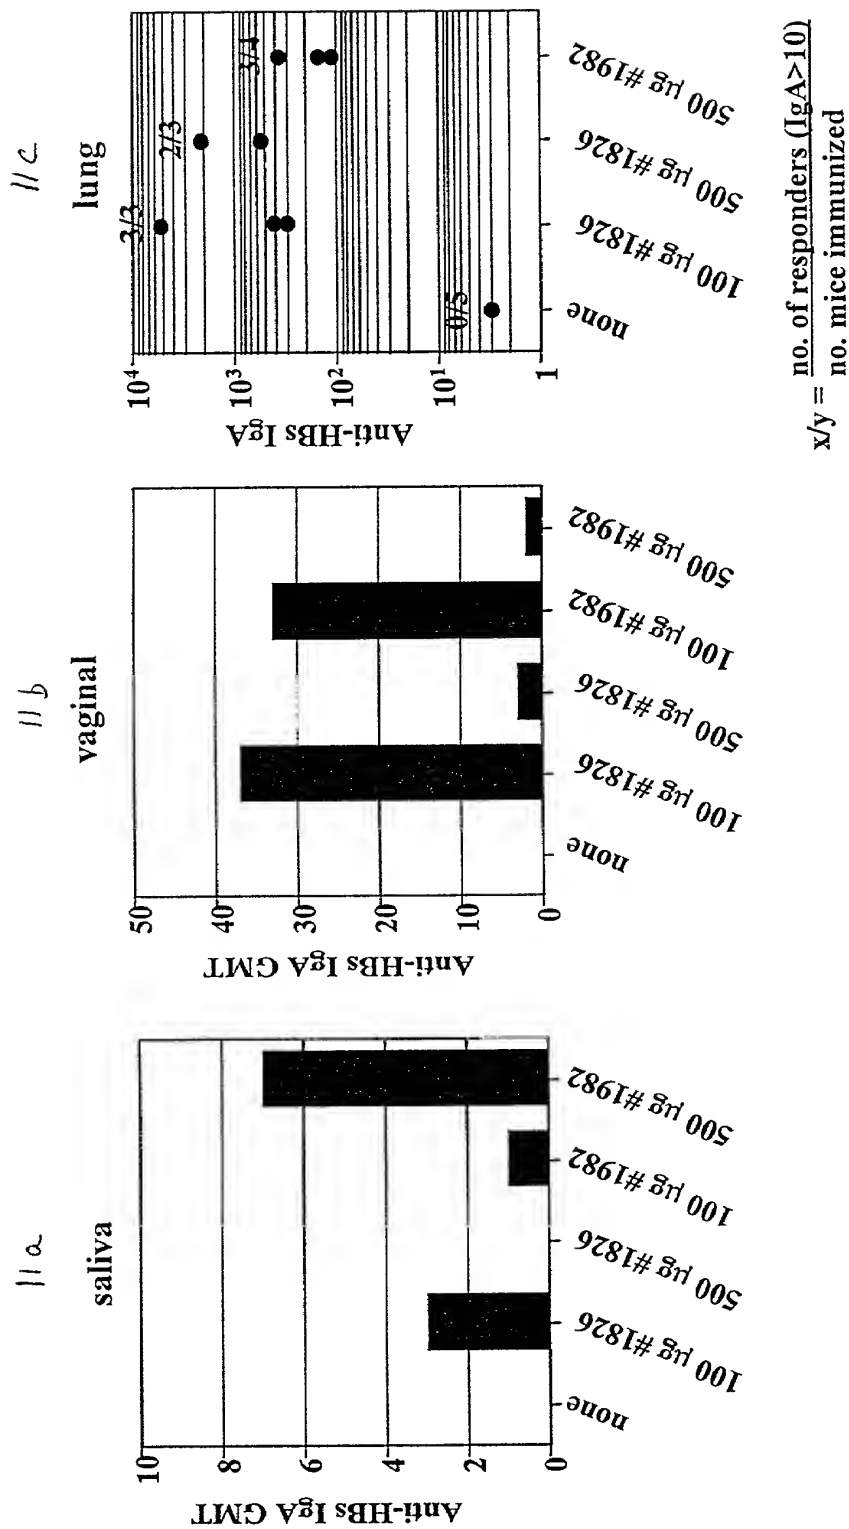 11a
saliva
10
8
6
4
2
0
Anti-HBs IgA GMT
none
100 µg #1826
500 µg #1826
100 µg #1982
500 µg #1982
11b
vaginal
50
40
30
20
10
0
Anti-HBs IgA GMT
none
100 µg #1826
500 µg #1826
100 µg #1982
500 µg #1982
11c
lung
10⁴
10³
10²
10¹
1
Anti-HBs IgA
0/5
3/3
2/3
3/4
none
100 µg #1826
500 µg #1826
500 µg #1982
x/y = no. of responders (IgA>10)
no. mice immunized